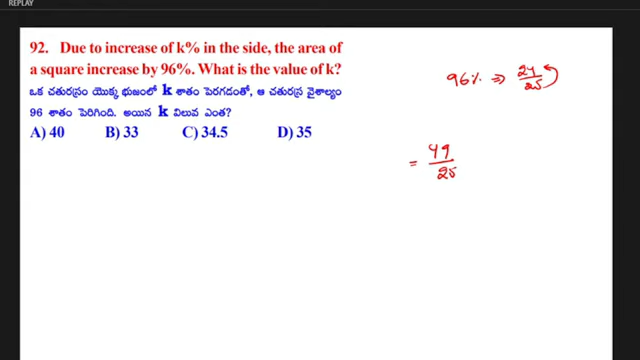 REPLAY
92. Due to increase of k% in the side, the area of
a square increase by 96%. What is the value of k?
ఒక చతురస్రం యొక్క భుజంలో k శాతం పెరగడంతో, ఆ చతురస్ర వైశాల్యం
96 శాతం పెరిగింది. అయిన k విలువ ఎంత?
A) 40 B) 33 C) 34.5 D) 35
96% ⇒ 24/25
= 49/25